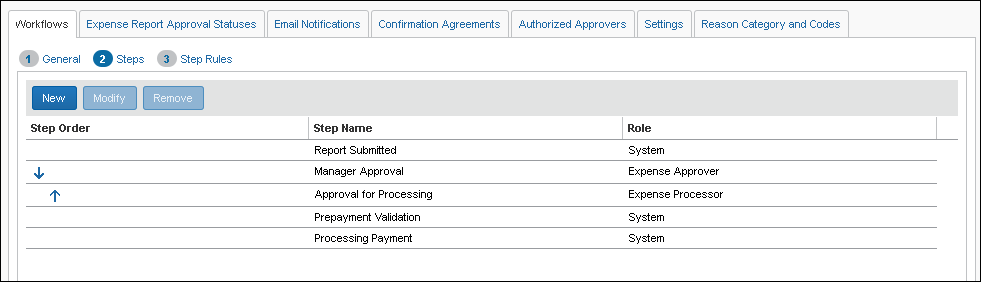 Workflows Expense Report Approval Statuses Email Notifications Confirmation Agreements Authorized Approvers Settings Reason Category and Codes
1 General 2 Steps 3 Step Rules
New Modify Remove
Step Order Step Name Role
Report Submitted System
Manager Approval Expense Approver
Approval for Processing Expense Processor
Prepayment Validation System
Processing Payment System